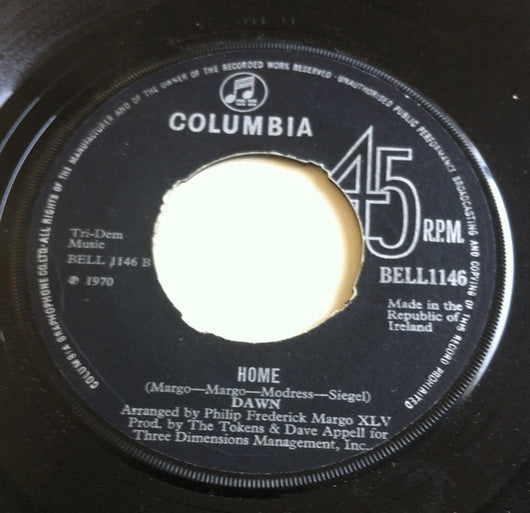 COLUMBIA GRAPHOPHONE CO.LTD·ALL RIGHTS OF THE MANUFACTURER AND OF THE OWNER OF THE RECORDED WORK RESERVED·UNAUTHORISED PUBLIC PERFORMANCE BROADCASTING AND COPYING OF THIS RECORD PROHIBITED
COLUMBIA
45 R.P.M.
Tri-Dem
Music
BELL 1146 B
℗ 1970
BELL1146
Made in the
Republic of
Ireland
HOME
(Margo—Margo—Modress—Siegel)
DAWN
Arranged by Philip Frederick Margo XLV
Prod. by The Tokens & Dave Appell for
Three Dimensions Management, Inc.